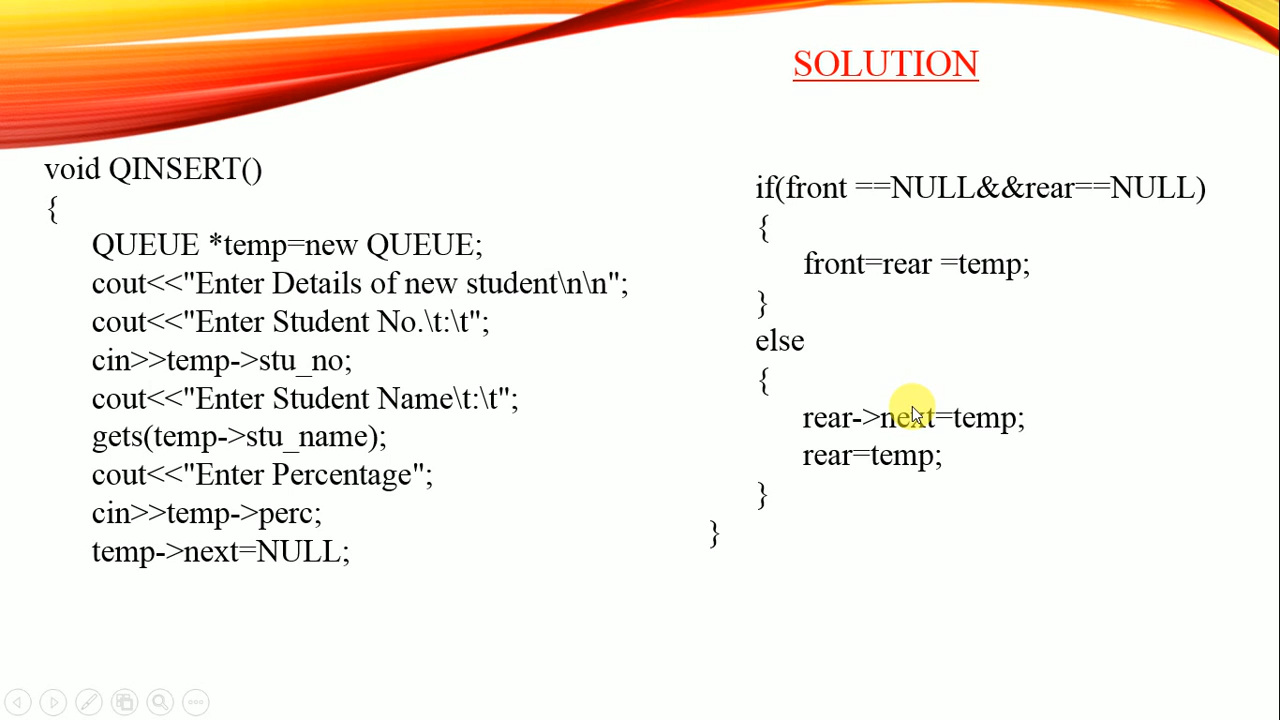 SOLUTION
void QINSERT()
{
QUEUE *temp=new QUEUE;
cout<<"Enter Details of new student\n\n";
cout<<"Enter Student No.\t:\t";
cin>>temp->stu_no;
cout<<"Enter Student Name\t:\t";
gets(temp->stu_name);
cout<<"Enter Percentage";
cin>>temp->perc;
temp->next=NULL;
if(front ==NULL&&rear==NULL)
{
front=rear =temp;
}
else
{
rear->next=temp;
rear=temp;
}
}